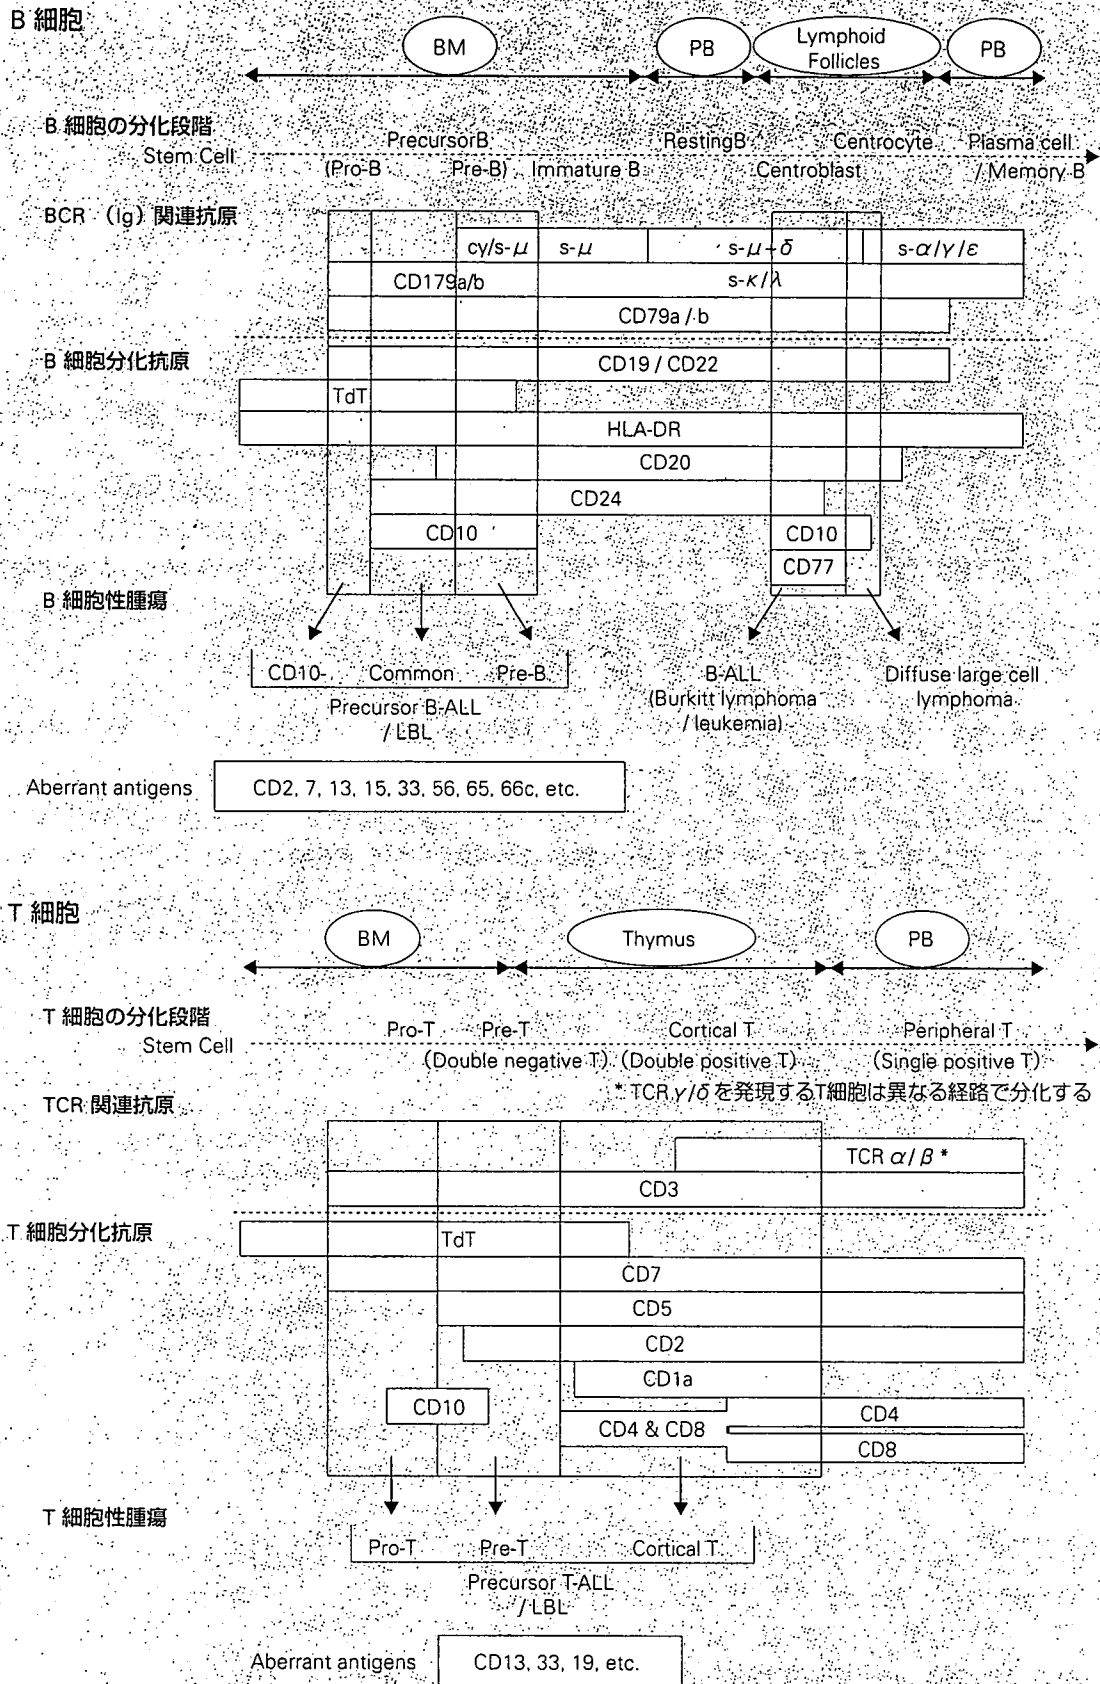 B 細胞
BM
PB
Lymphoid
Follicles
PB
B 細胞の分化段階
PrecursorB
RestingB
Centrocyte
Plasma cell
Stem Cell
(Pro-B
Pre-B)
Immature B
Centroblast
/ Memory B
BCR (Ig) 関連抗原
cy/s-μ
s-μ
s-μ+δ
s-α/γ/ε
CD179a/b
s-κ/λ
CD79a / b
B 細胞分化抗原
CD19 / CD22
TdT
HLA-DR
CD20
CD24
CD10
CD10
CD77
B 細胞性腫瘍
CD10-
Common
Pre-B
Precursor B-ALL
/ LBL
B-ALL
(Burkitt lymphoma
/ leukemia)
Diffuse large cell
lymphoma
Aberrant antigens
CD2, 7, 13, 15, 33, 56, 65, 66c, etc.
T 細胞
BM
Thymus
PB
T 細胞の分化段階
Pro-T
Pre-T
Cortical T
Peripheral T
Stem Cell
(Double negative T)
(Double positive T)
(Single positive T)
* TCR γ/δ を発現するT細胞は異なる経路で分化する
TCR 関連抗原
TCR α/β *
CD3
T 細胞分化抗原
TdT
CD7
CD5
CD2
CD1a
CD10
CD4 & CD8
CD4
CD8
T 細胞性腫瘍
Pro-T
Pre-T
Cortical T
Precursor T-ALL
/ LBL
Aberrant antigens
CD13, 33, 19, etc.